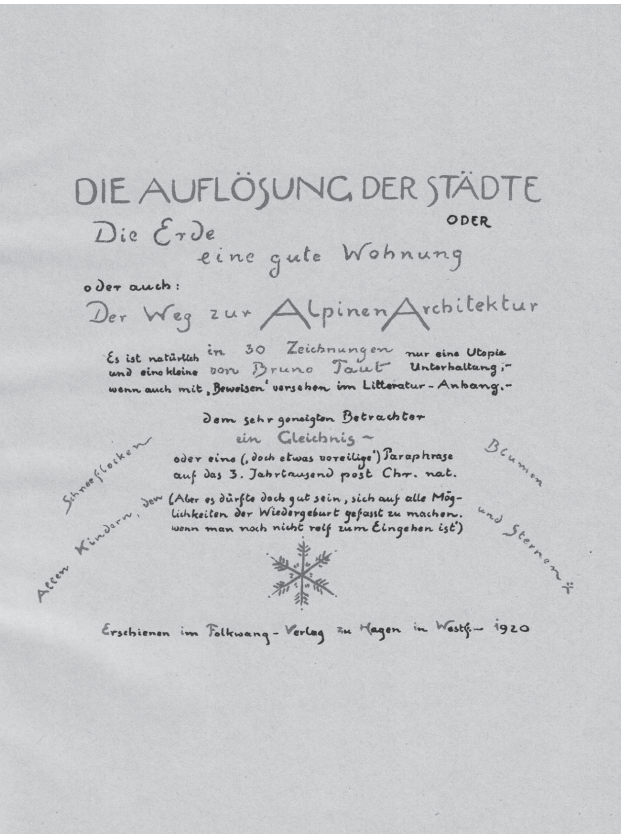 DIE AUFLÖSUNG DER STÄDTE
ODER
Die Erde
eine gute Wohnung
oder auch:
Der Weg zur Alpinen Architektur
Es ist natürlich in 30 Zeichnungen nur eine Utopie
und eine kleine von Bruno Taut Unterhaltung,-
wenn auch mit „Beweisen" versehen im Litteratur-Anhang.-
dem sehr geneigten Betrachter
ein Gleichnis ~
oder eine („doch etwas voreilige") Paraphrase
auf das 3. Jahrtausend post Chr. nat.
(Aber es dürfte doch gut sein, sich auf alle Mög-
lichkeiten der Wiedergeburt gefasst zu machen.
wenn man noch nicht reif zum Eingehen ist")
Allen Kindern, den
Schneeflocken
Blumen
und Sternen
Erschienen im Folkwang-Verlag zu Hagen in Westf.- 1920